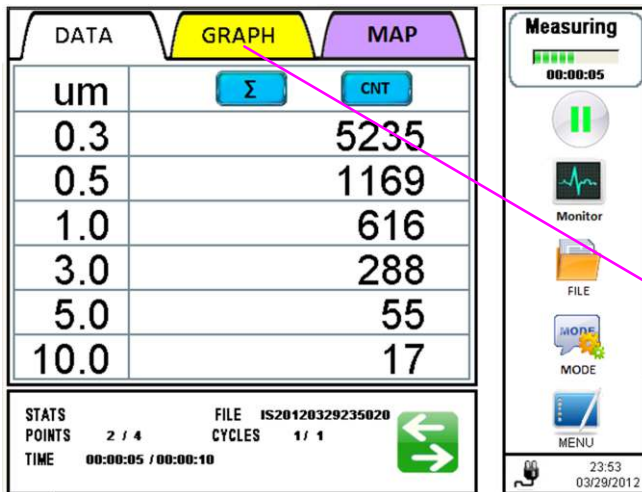 DATA GRAPH MAP
um Σ CNT
0.3 5235
0.5 1169
1.0 616
3.0 288
5.0 55
10.0 17
STATS FILE IS20120329235020
POINTS 2 / 4 CYCLES 1/ 1
TIME 00:00:05 / 00:00:10
Measuring
00:00:05
Monitor
FILE
MODE
MODE
MENU
23:53
03/29/2012